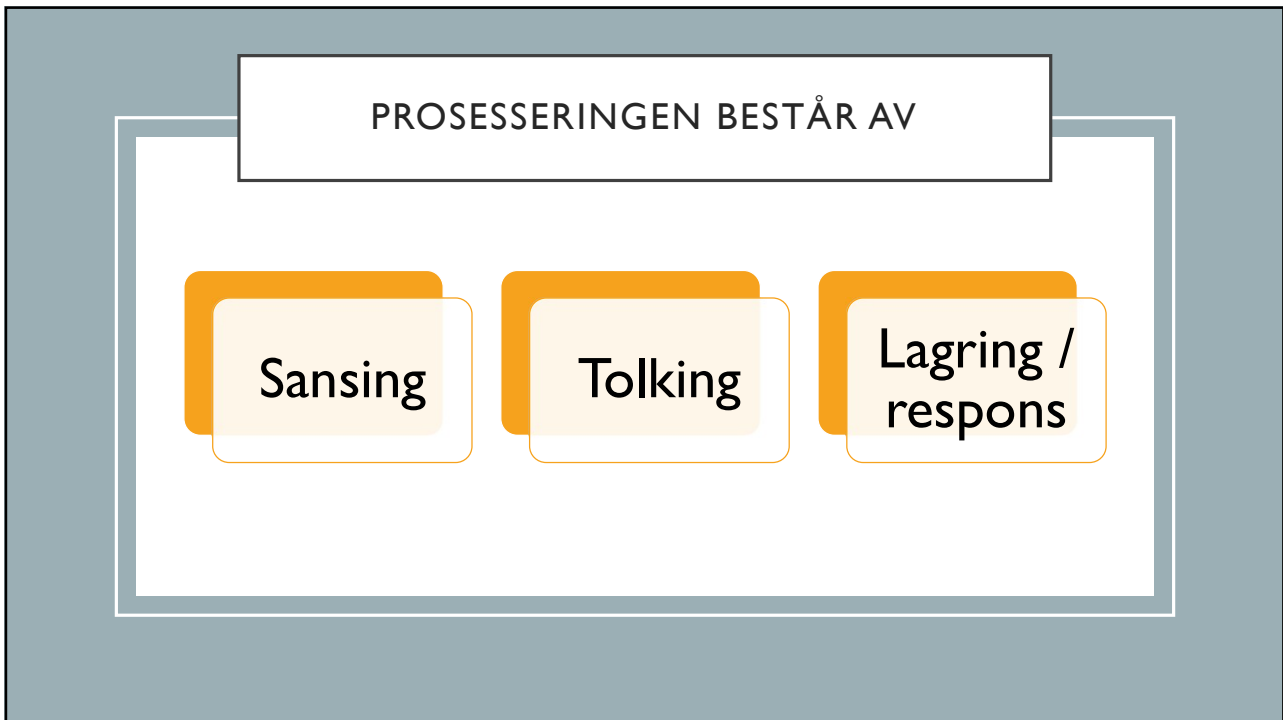 PROSESSERINGEN BESTÅR AV
Sansing
Tolking
Lagring /
respons